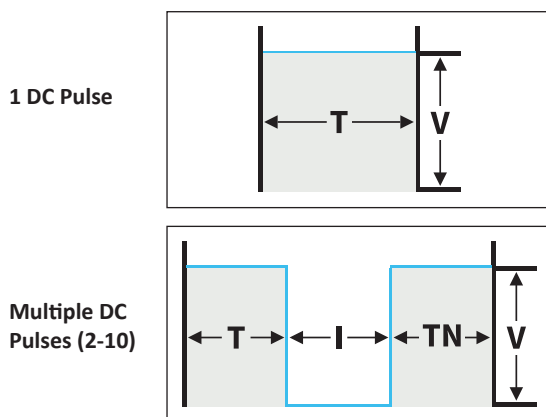 1 DC Pulse
T
V
Multiple DC
Pulses (2-10)
T
I
TN
V